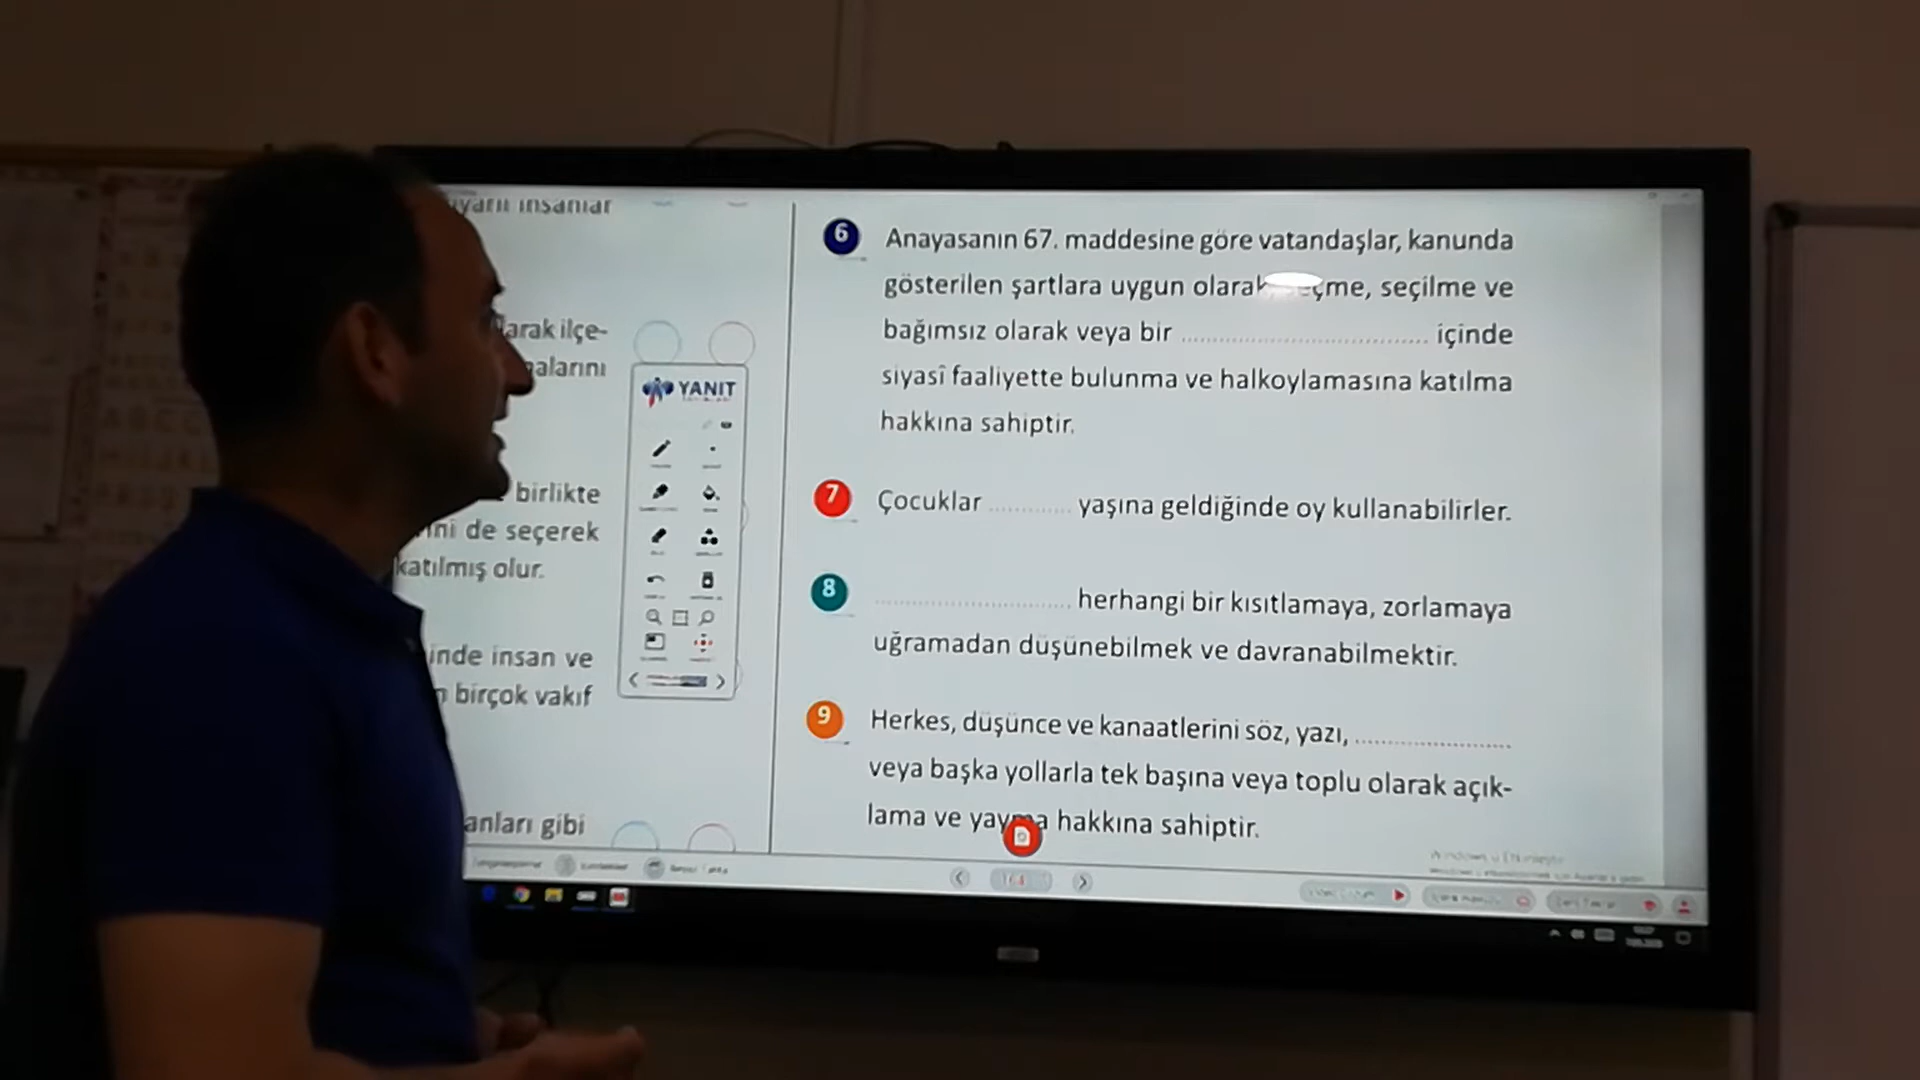 insanlar
arak ilçe-
alarını
birlikte
ni de seçerek
katılmış olur.
inde insan ve
birçok vakıf
anları gibi
YANIT
6 Anayasanın 67. maddesine göre vatandaşlar, kanunda
gösterilen şartlara uygun olarak çme, seçilme ve
bağımsız olarak veya bir ........................ içinde
siyasî faaliyette bulunma ve halkoylamasına katılma
hakkına sahiptir.
7 Çocuklar ............ yaşına geldiğinde oy kullanabilirler.
8 ........................ herhangi bir kısıtlamaya, zorlamaya
uğramadan düşünebilmek ve davranabilmektir.
9 Herkes, düşünce ve kanaatlerini söz, yazı, ........................
veya başka yollarla tek başına veya toplu olarak açık-
lama ve yayma hakkına sahiptir.